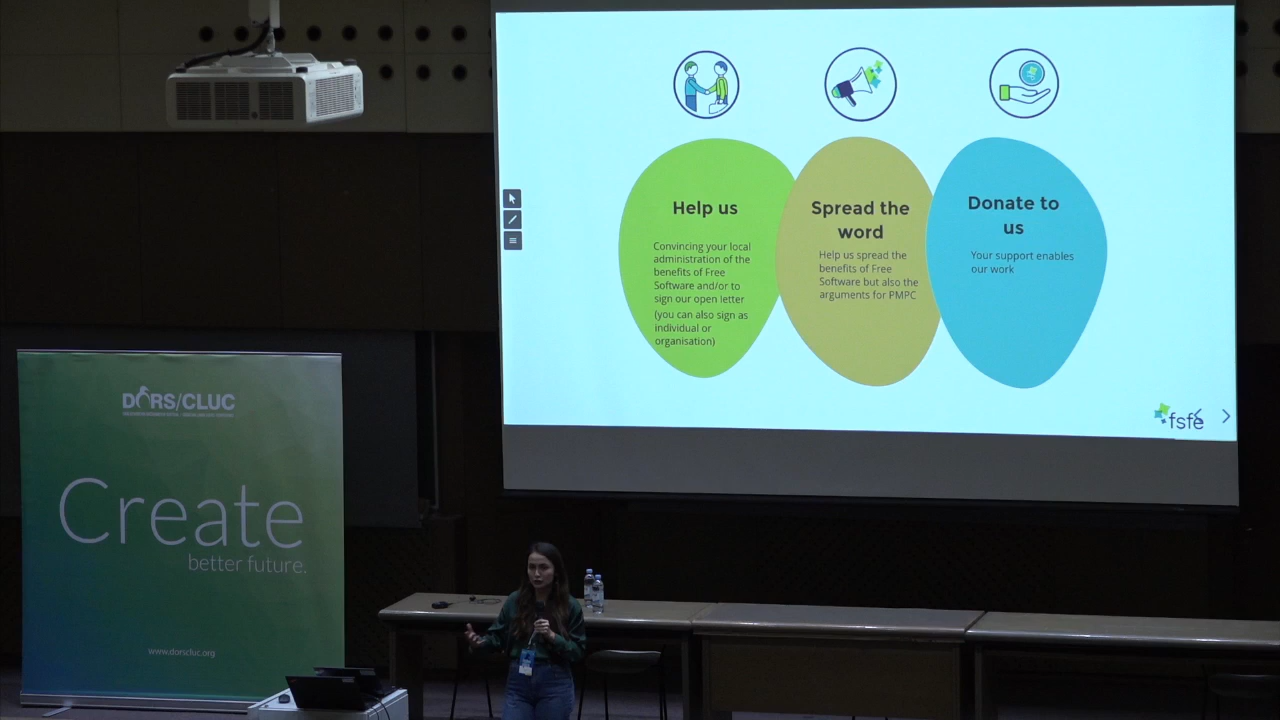 Help us
Convincing your local
administration of the
benefits of Free
Software and/or to
sign our open letter
(you can also sign as
individual or
organisation)
Spread the
word
Help us spread the
benefits of Free
Software but also the
arguments for PMPC
Donate to
us
Your support enables
our work
fsfe
DORS/CLUC
Create
better future.
www.dorscluc.org